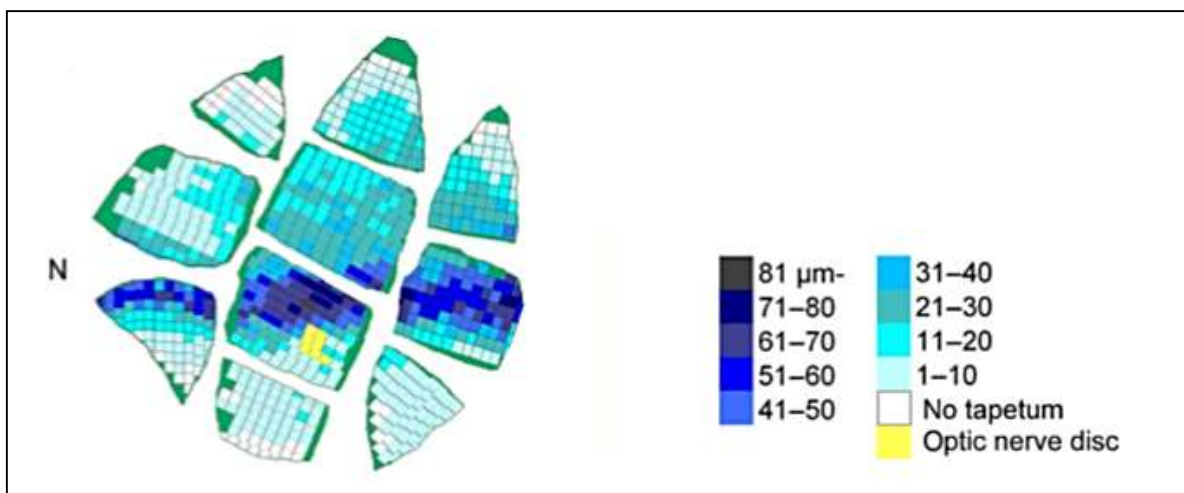 N
81 µm-
71–80
61–70
51–60
41–50
31–40
21–30
11–20
1–10
No tapetum
Optic nerve disc